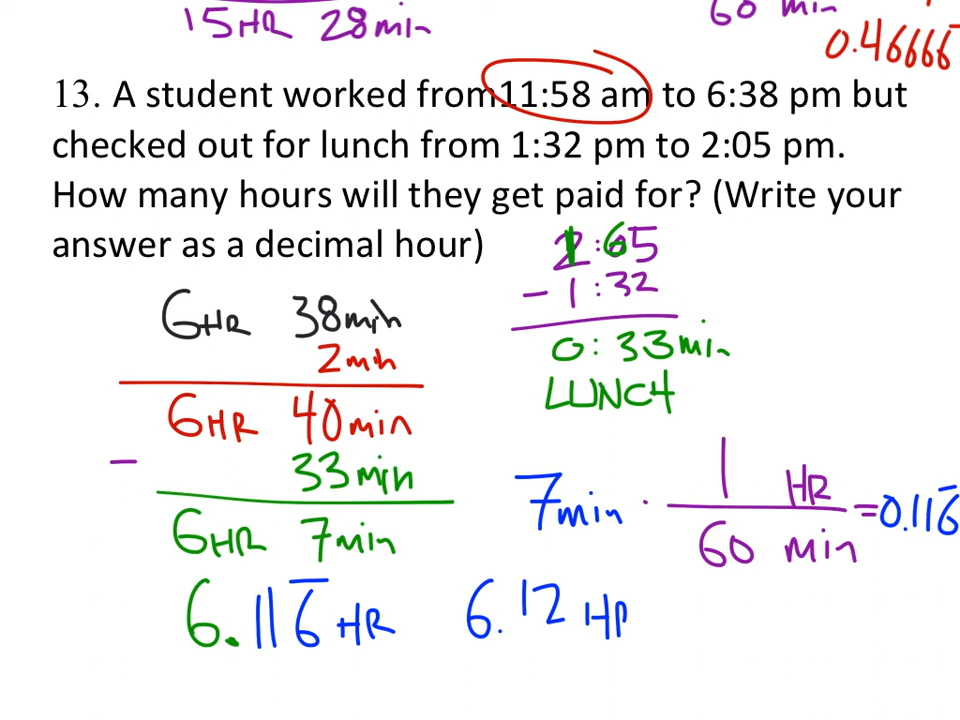 15HR 28min
60 min
0.46666
13. A student worked from11:58 am to 6:38 pm but
checked out for lunch from 1:32 pm to 2:05 pm.
How many hours will they get paid for? (Write your
answer as a decimal hour)
1:65
- 1:32
0:33min
LUNCH
6HR 38min
2min
6HR 40min
- 33min
6HR 7min
7min · 1 HR / 60 min = 0.116̅
6.116̅ HR 6.12 HR